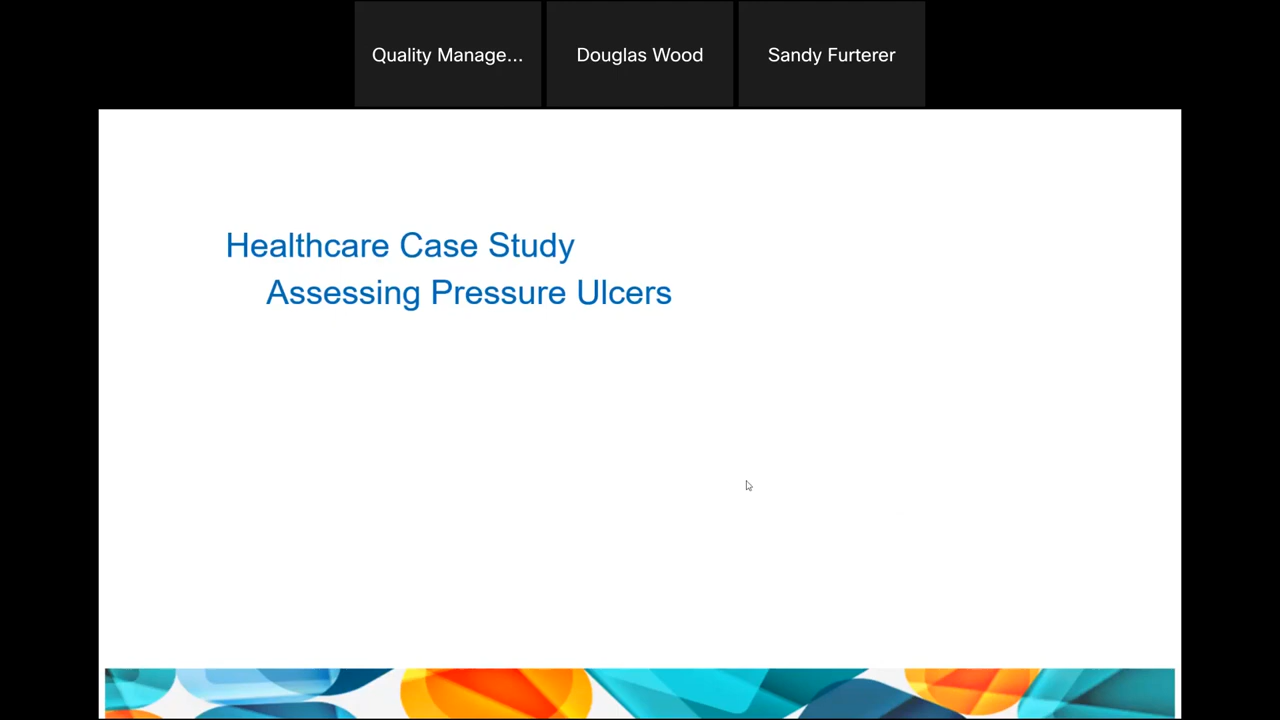 Quality Manage...
Douglas Wood
Sandy Furterer
Healthcare Case Study
Assessing Pressure Ulcers